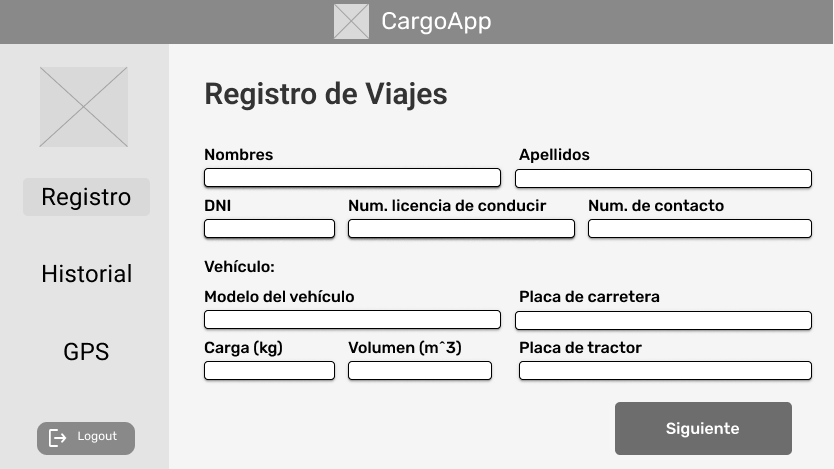 CargoApp
Registro de Viajes
Nombres
Apellidos
Registro
DNI
Num. licencia de conducir
Num. de contacto
Historial
Vehículo:
Modelo del vehículo
Placa de carretera
GPS
Carga (kg)
Volumen (m^3)
Placa de tractor
Logout
Siguiente